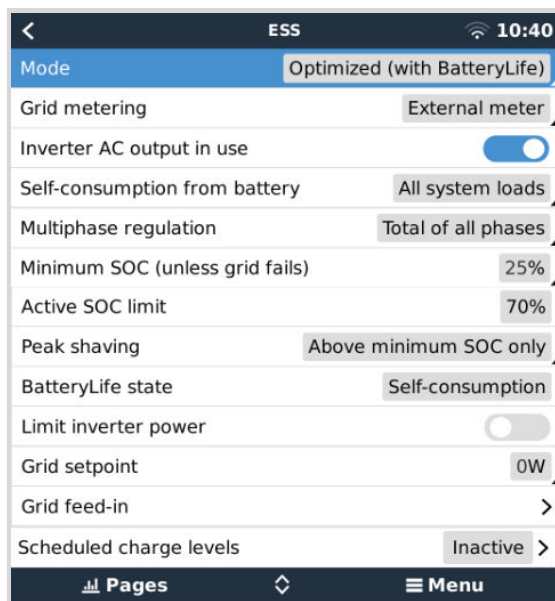 ESS 10:40
Mode Optimized (with BatteryLife)
Grid metering External meter
Inverter AC output in use
Self-consumption from battery All system loads
Multiphase regulation Total of all phases
Minimum SOC (unless grid fails) 25%
Active SOC limit 70%
Peak shaving Above minimum SOC only
BatteryLife state Self-consumption
Limit inverter power
Grid setpoint 0W
Grid feed-in
Scheduled charge levels Inactive
Pages Menu